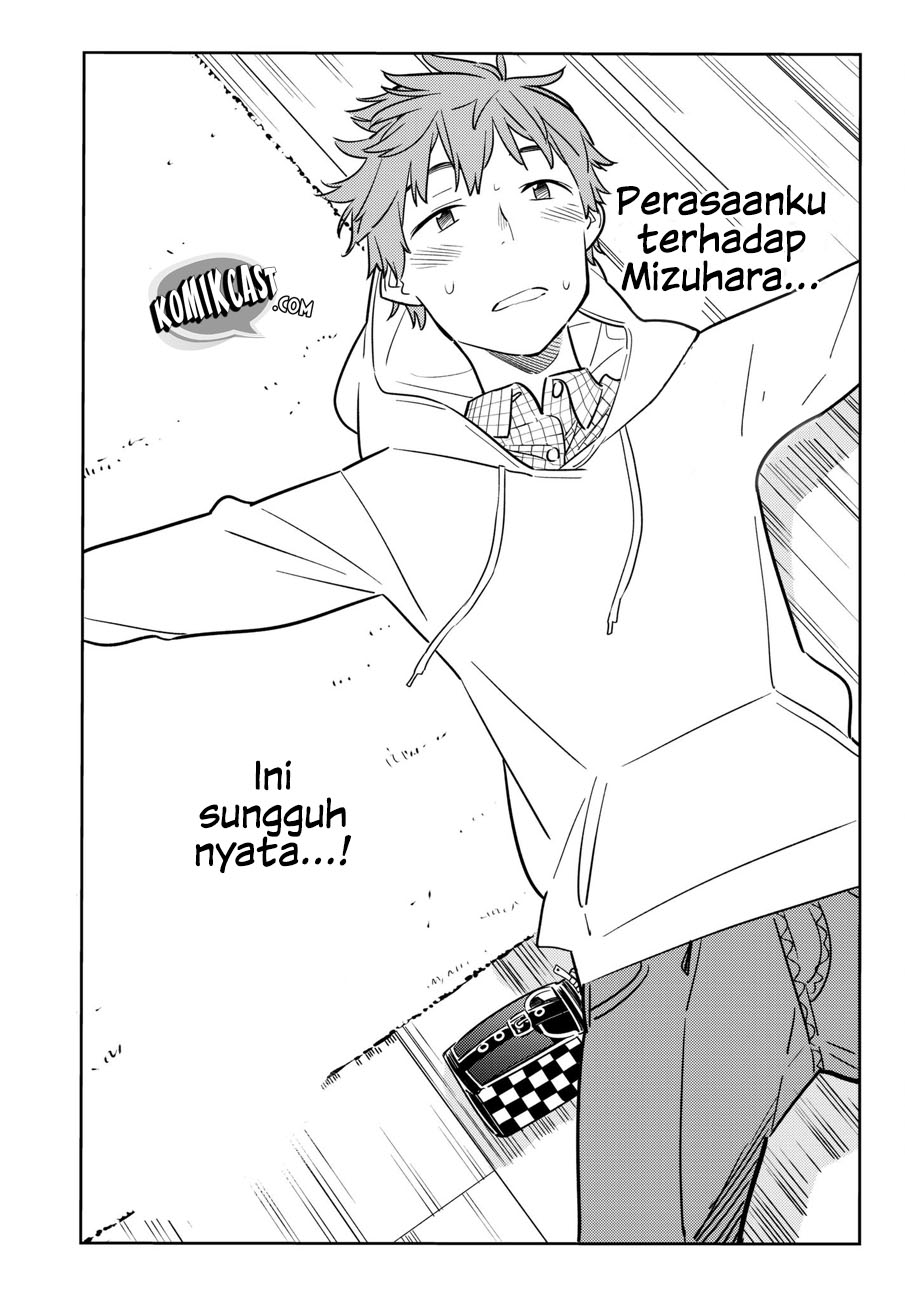 Perasaanku
terhadap
Mizuhara...
KOMIKCAST
.COM
Ini
sungguh
nyata...!